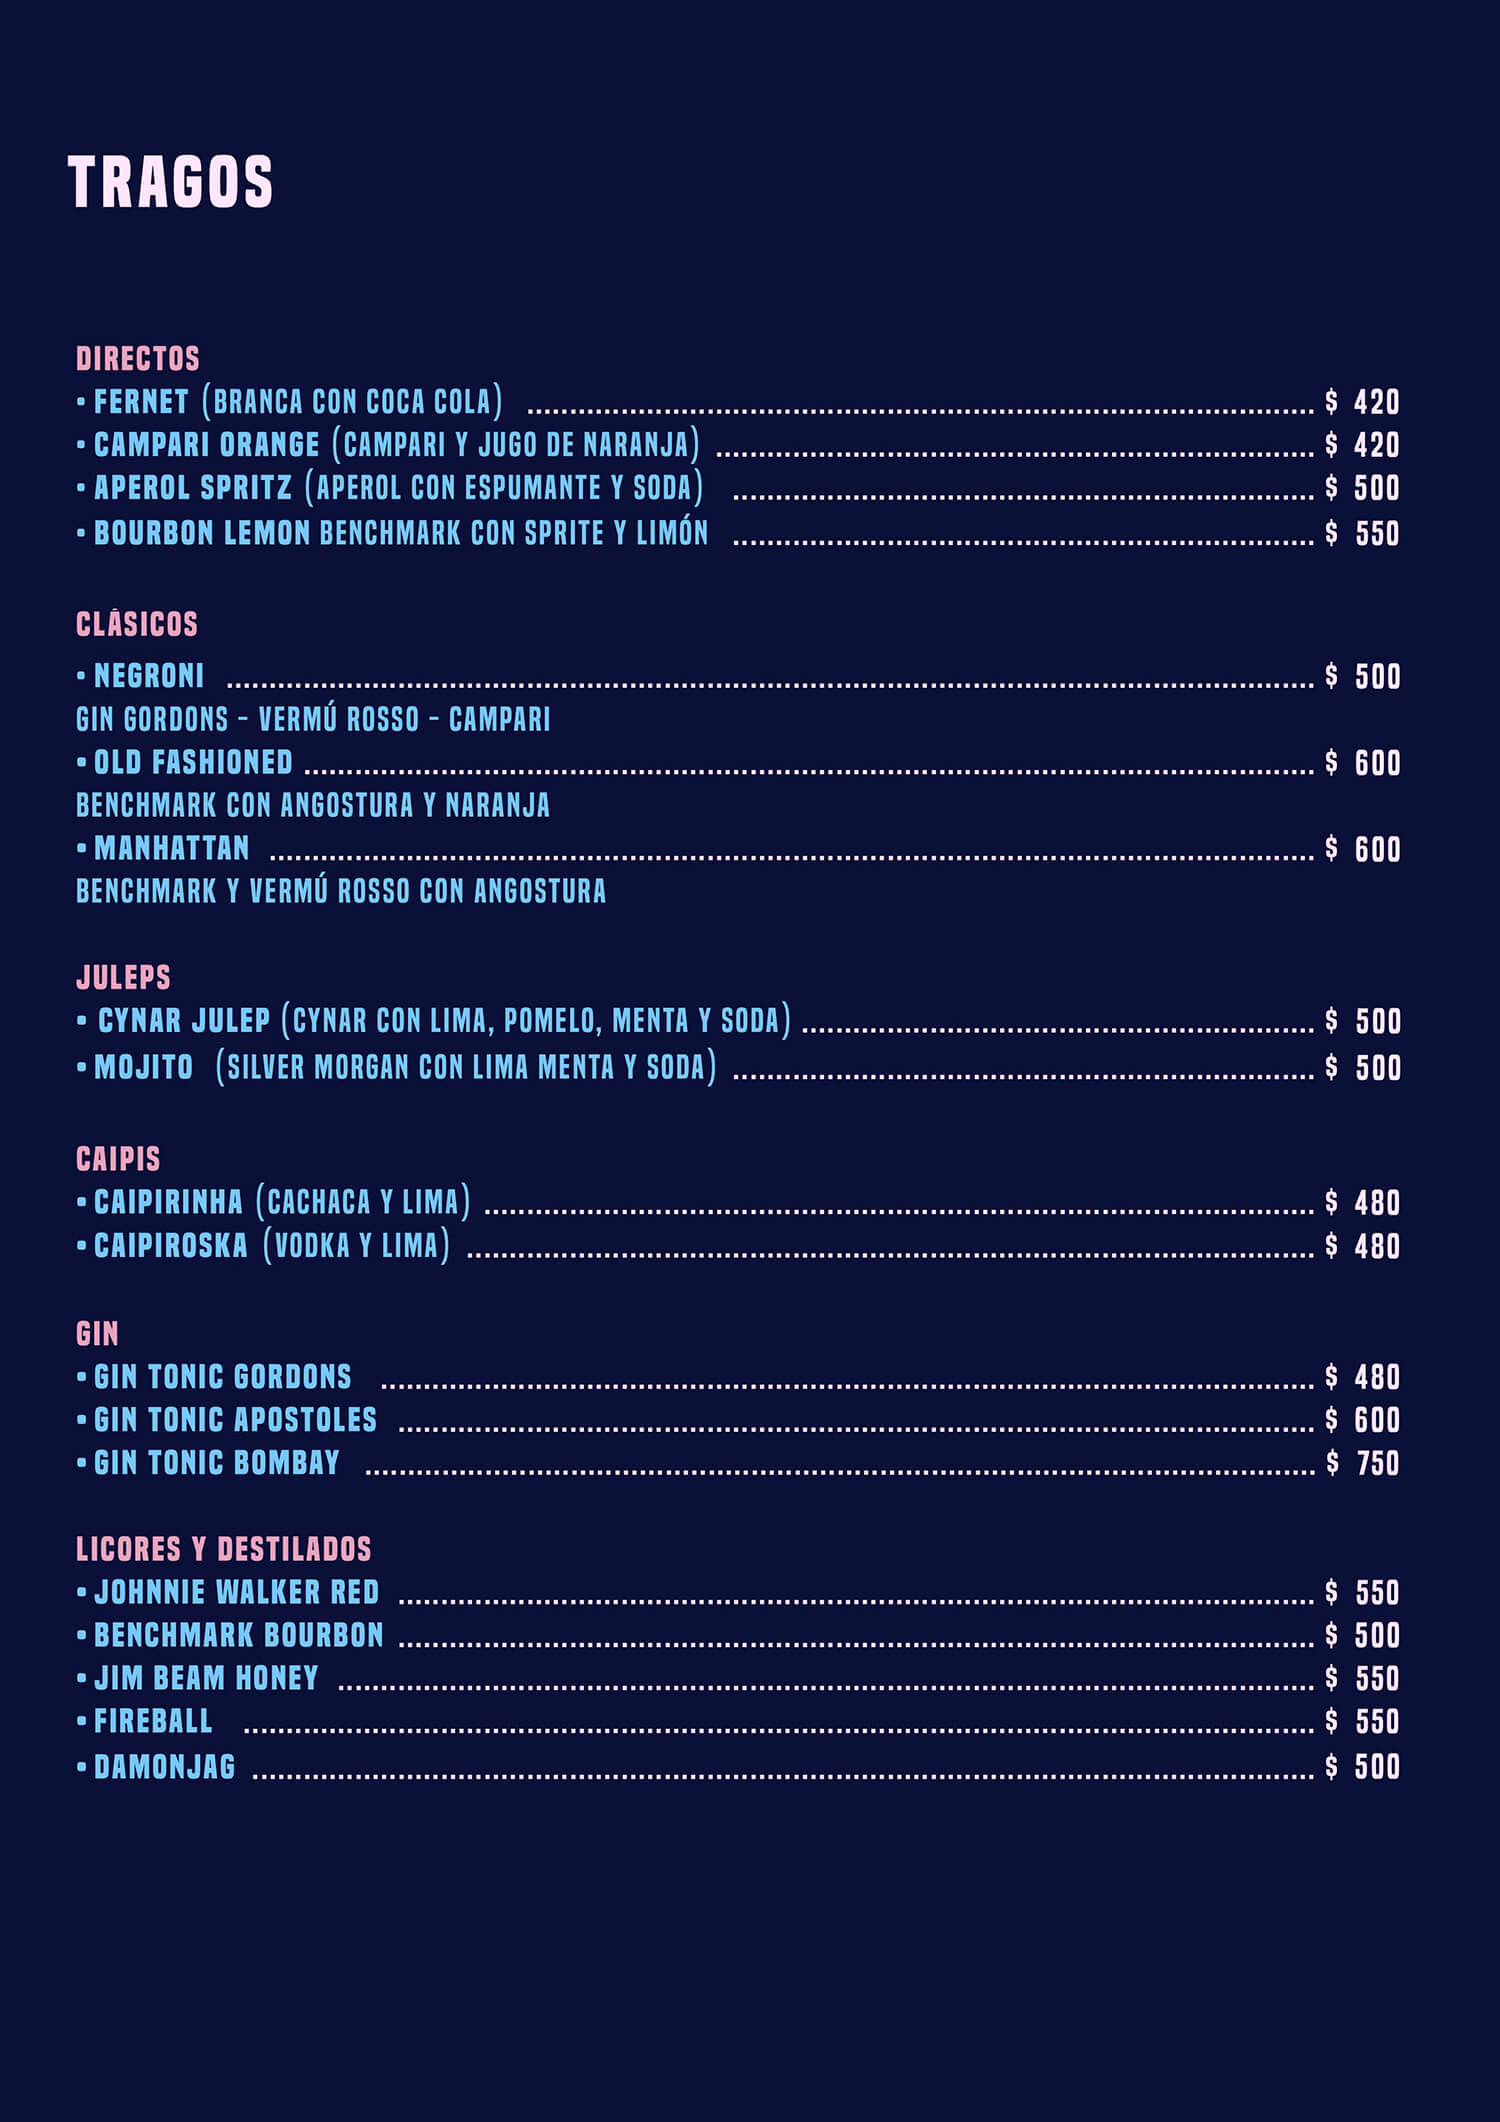 TRAGOS
DIRECTOS
• FERNET (BRANCA CON COCA COLA) ........ $ 420
• CAMPARI ORANGE (CAMPARI Y JUGO DE NARANJA) ........ $ 420
• APEROL SPRITZ (APEROL CON ESPUMANTE Y SODA) ........ $ 500
• BOURBON LEMON BENCHMARK CON SPRITE Y LIMÓN ........ $ 550
CLÁSICOS
• NEGRONI ........ $ 500
GIN GORDONS - VERMÚ ROSSO - CAMPARI
• OLD FASHIONED ........ $ 600
BENCHMARK CON ANGOSTURA Y NARANJA
• MANHATTAN ........ $ 600
BENCHMARK Y VERMÚ ROSSO CON ANGOSTURA
JULEPS
• CYNAR JULEP (CYNAR CON LIMA, POMELO, MENTA Y SODA) ........ $ 500
• MOJITO (SILVER MORGAN CON LIMA MENTA Y SODA) ........ $ 500
CAIPIS
• CAIPIRINHA (CACHACA Y LIMA) ........ $ 480
• CAIPIROSKA (VODKA Y LIMA) ........ $ 480
GIN
• GIN TONIC GORDONS ........ $ 480
• GIN TONIC APOSTOLES ........ $ 600
• GIN TONIC BOMBAY ........ $ 750
LICORES Y DESTILADOS
• JOHNNIE WALKER RED ........ $ 550
• BENCHMARK BOURBON ........ $ 500
• JIM BEAM HONEY ........ $ 550
• FIREBALL ........ $ 550
• DAMONJAG ........ $ 500